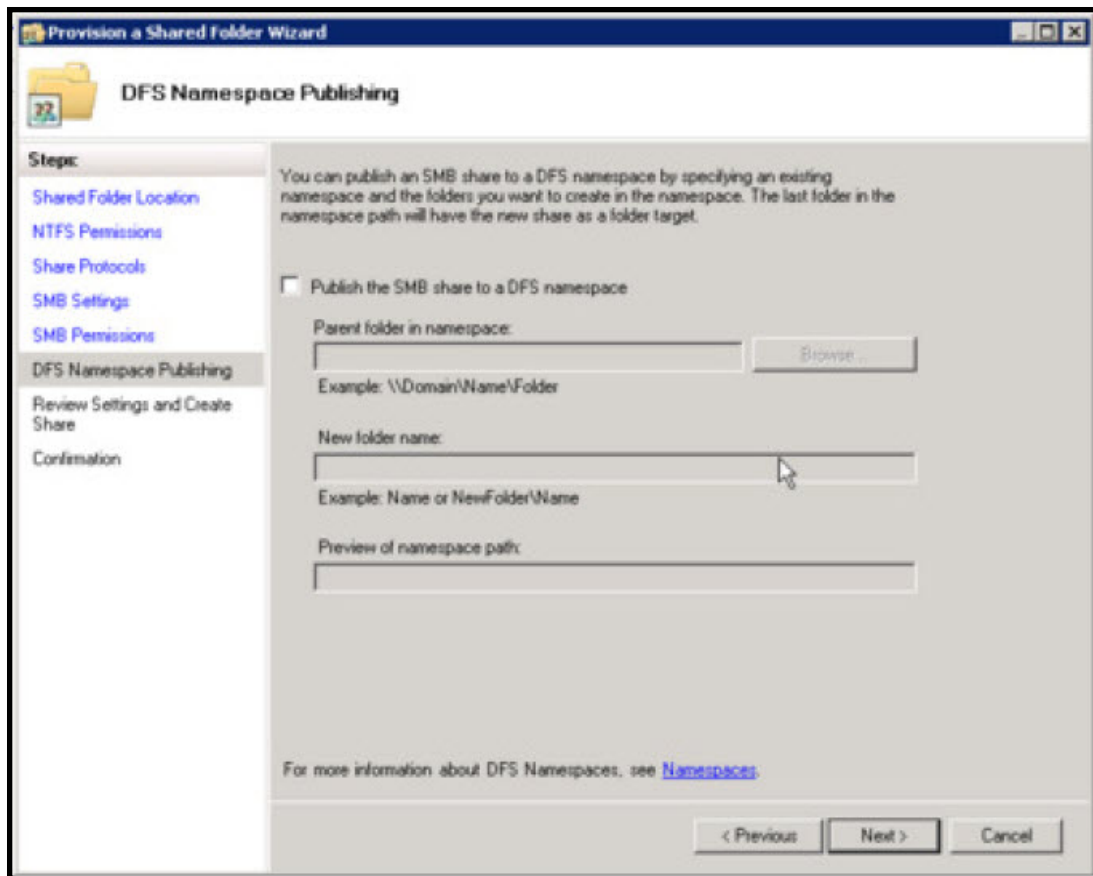 Provision a Shared Folder Wizard
DFS Namespace Publishing
Steps:
Shared Folder Location
NTFS Permissions
Share Protocols
SMB Settings
SMB Permissions
DFS Namespace Publishing
Review Settings and Create
Share
Confirmation
You can publish an SMB share to a DFS namespace by specifying an existing
namespace and the folders you want to create in the namespace. The last folder in the
namespace path will have the new share as a folder target.
Publish the SMB share to a DFS namespace
Parent folder in namespace:
Browse...
Example: \\Domain\Name\Folder
New folder name:
Example: Name or NewFolder\Name
Preview of namespace path:
For more information about DFS Namespaces, see Namespaces.
< Previous
Next >
Cancel